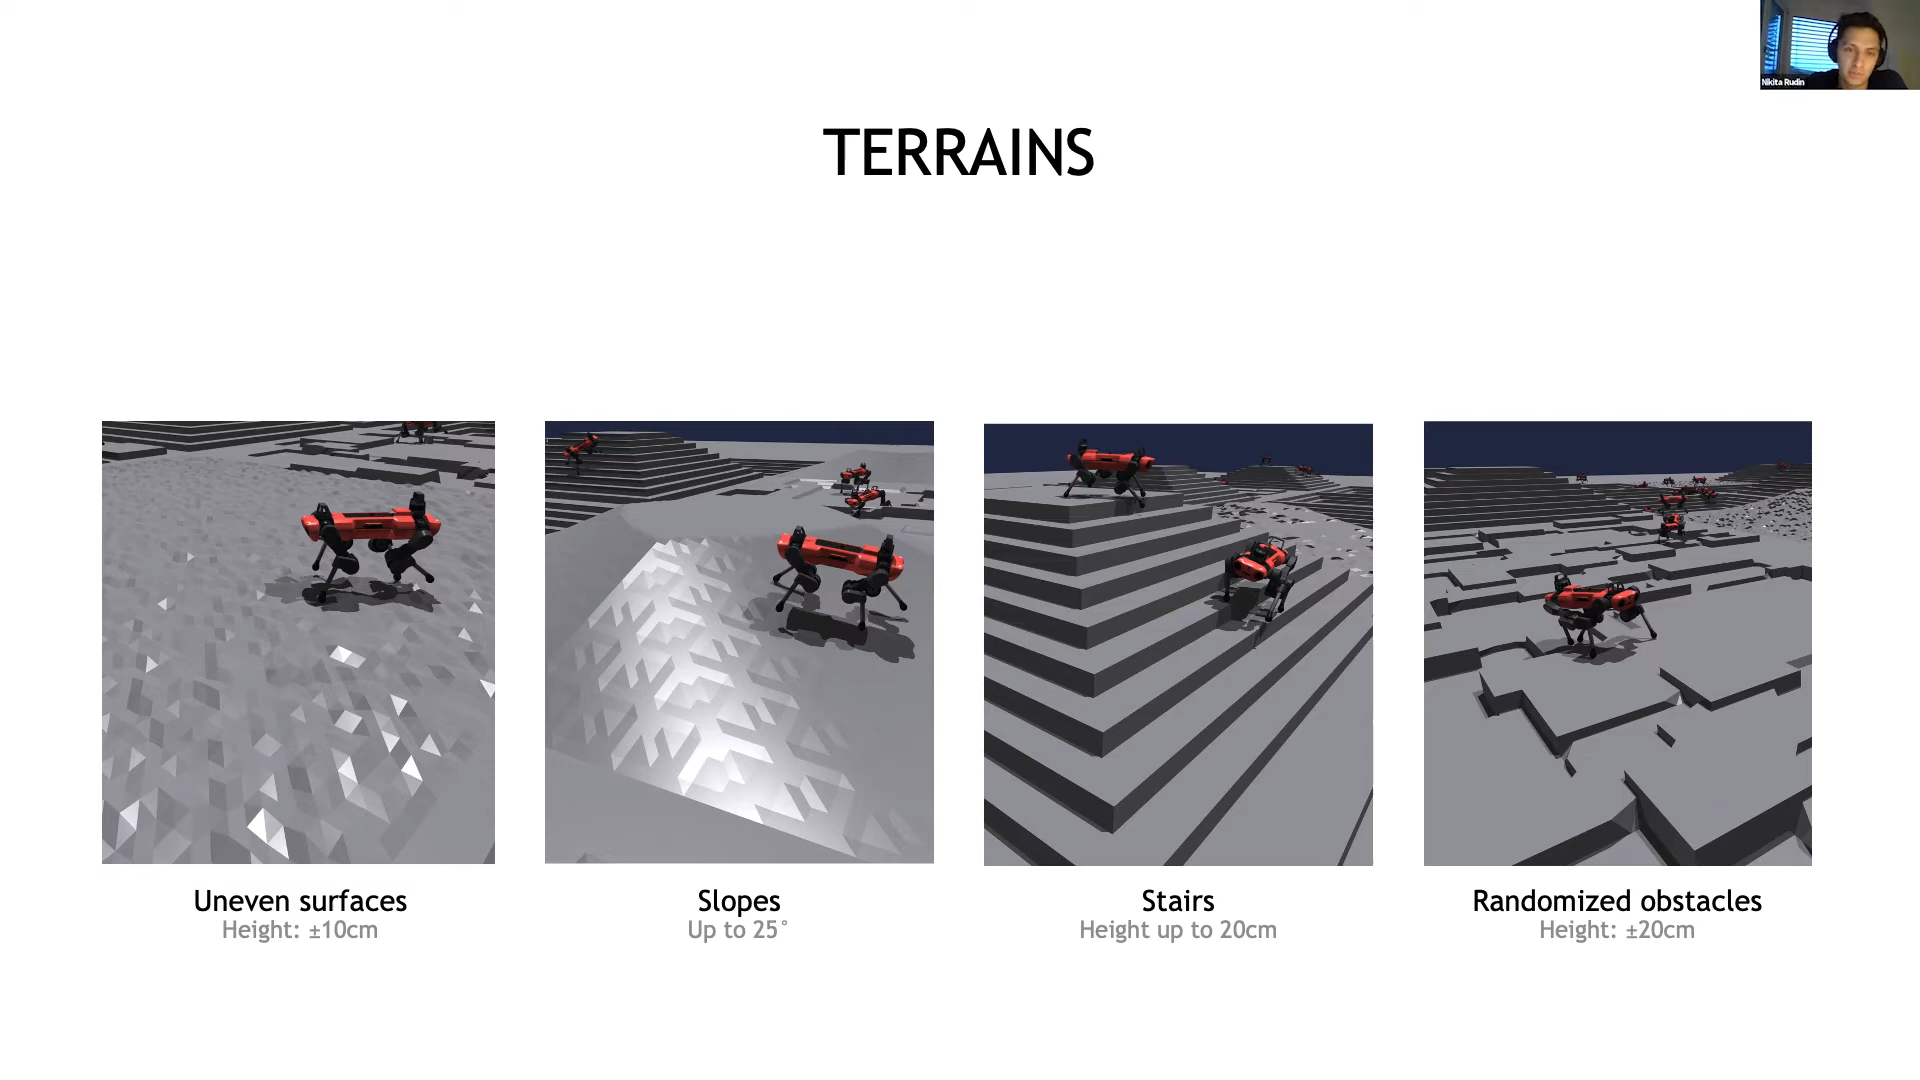 Nikita Rudin
TERRAINS
Uneven surfaces
Height: ±10cm
Slopes
Up to 25°
Stairs
Height up to 20cm
Randomized obstacles
Height: ±20cm